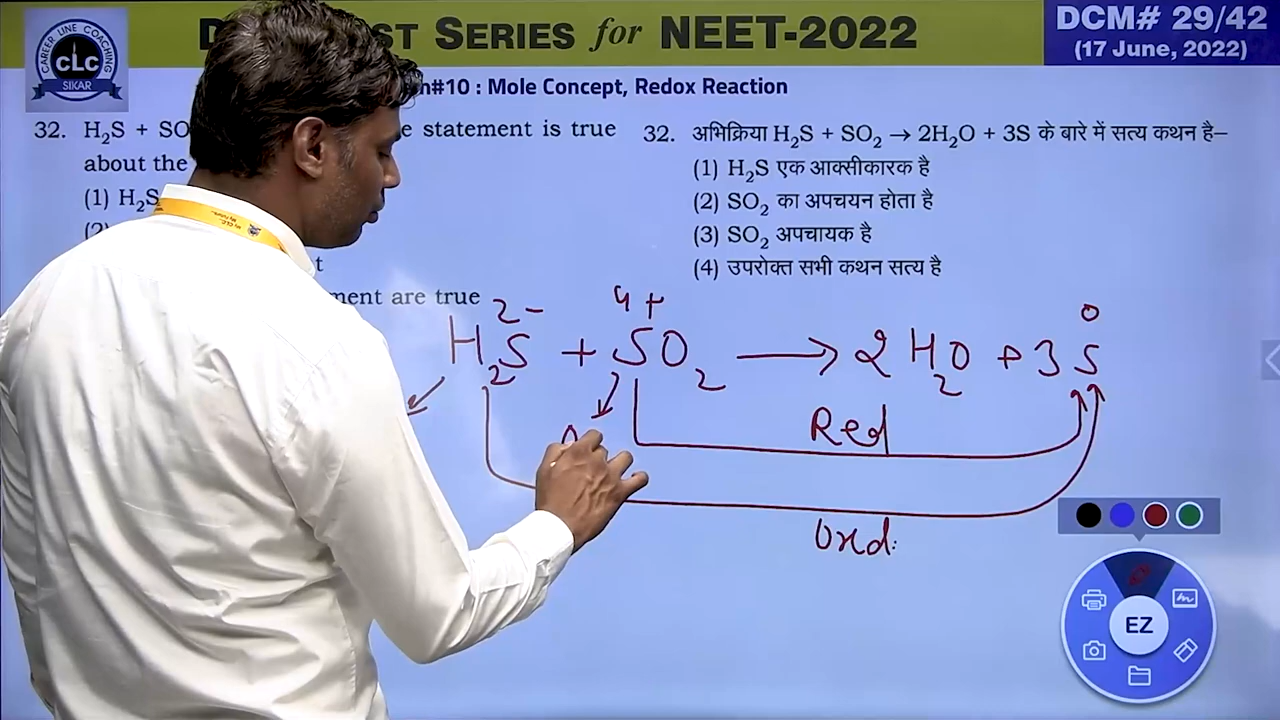 ST SERIES for NEET-2022
DCM# 29/42
(17 June, 2022)
CAREER LINE COACHING
CLC
SIKAR
#10 : Mole Concept, Redox Reaction
32. H₂S + SO
e statement is true
about the
(1) H₂S
(2)
t
ment are true
32. अभिक्रिया H₂S + SO₂ → 2H₂O + 3S के बारे में सत्य कथन है–
(1) H₂S एक आक्सीकारक है
(2) SO₂ का अपचयन होता है
(3) SO₂ अपचायक है
(4) उपरोक्त सभी कथन सत्य है
2- 4+ 0
H₂S + SO₂ → 2H₂O + 3S
Red
Oxd.
EZ